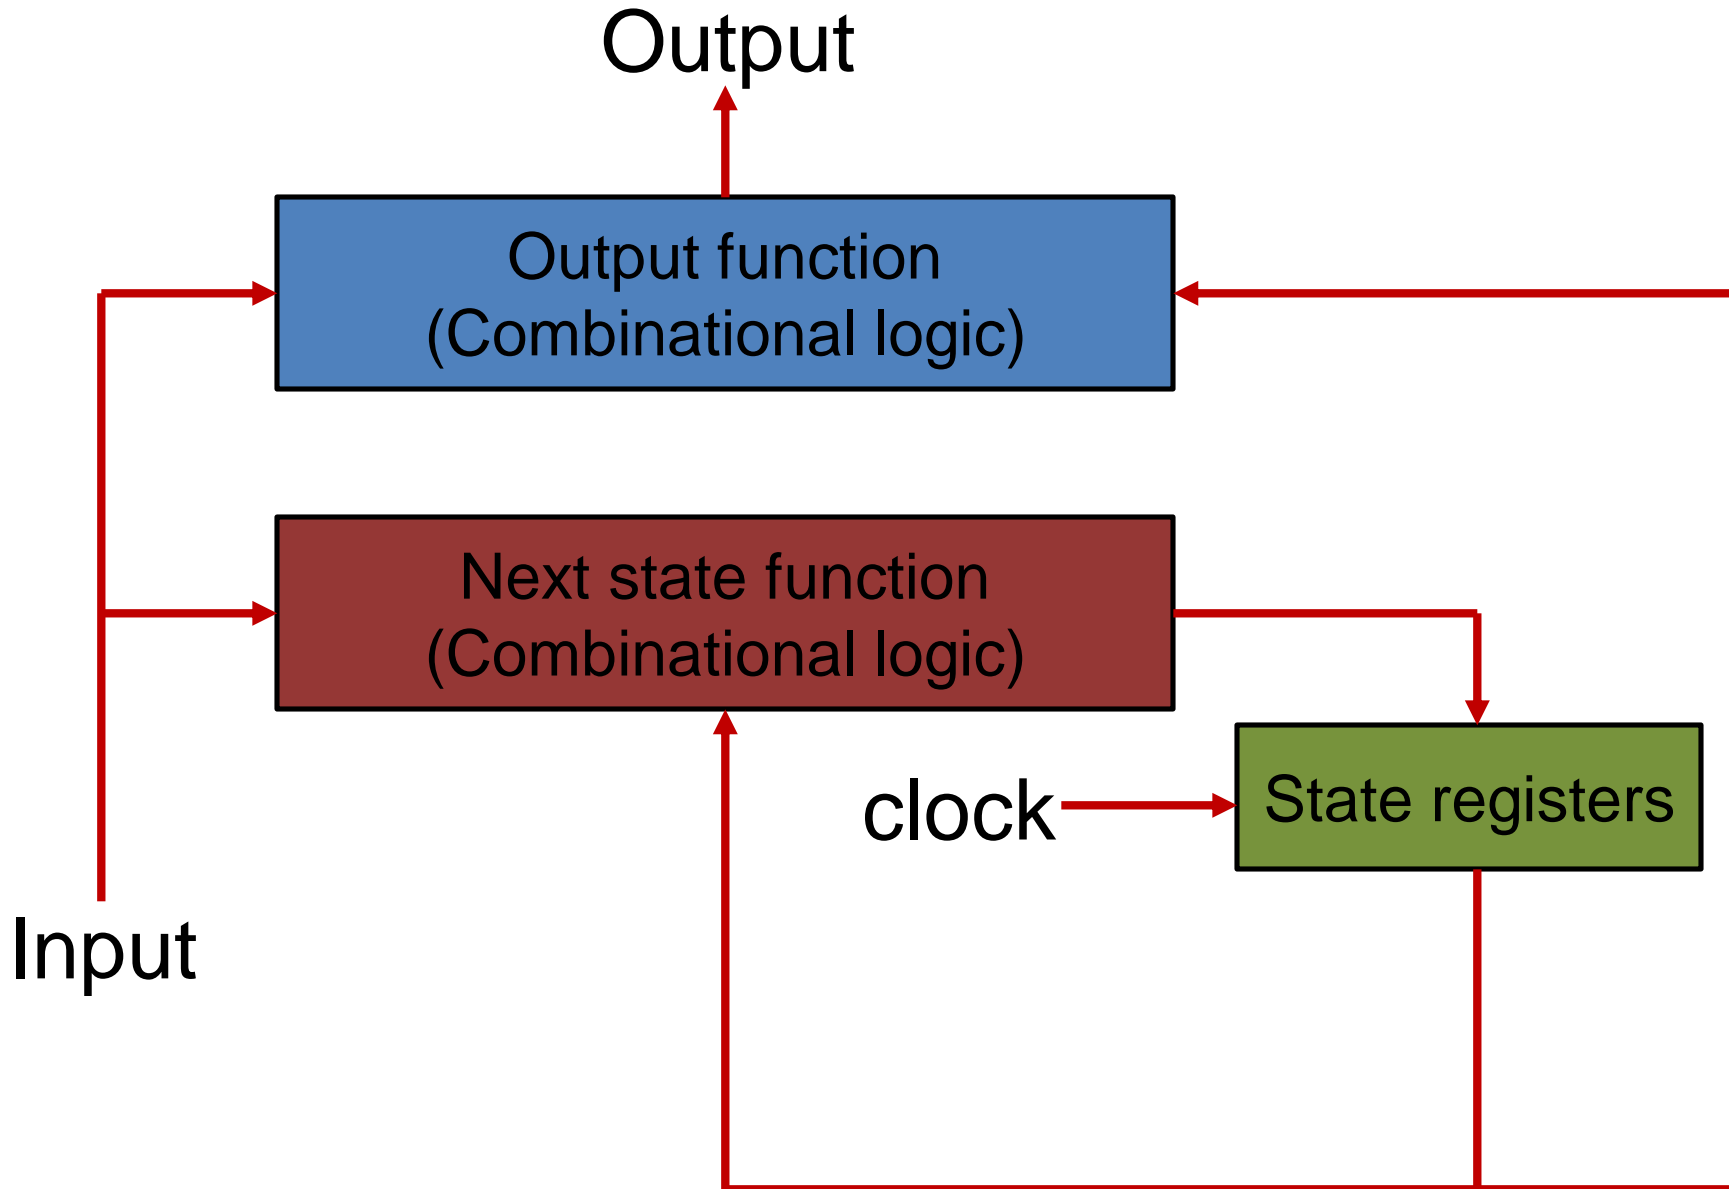 Output
Output function
(Combinational logic)
Next state function
(Combinational logic)
clock
State registers
Input